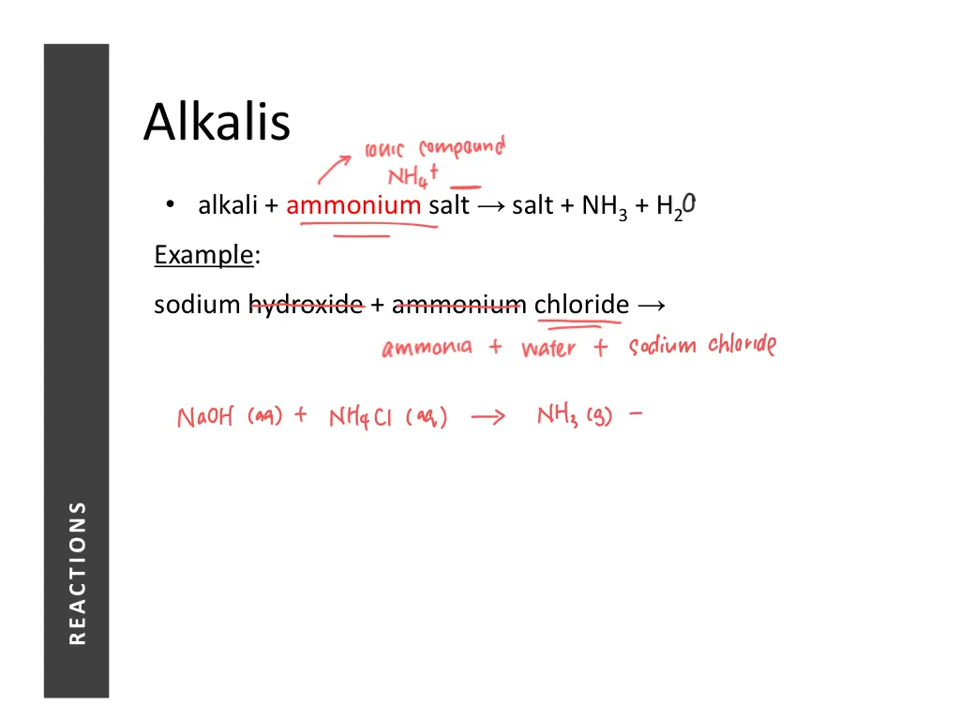 Alkalis
ionic compound
NH₄⁺
• alkali + ammonium salt → salt + NH₃ + H₂O
Example:
sodium hydroxide + ammonium chloride →
ammonia + water + sodium chloride
NaOH (aq) + NH₄Cl (aq) → NH₃ (g) –
REACTIONS